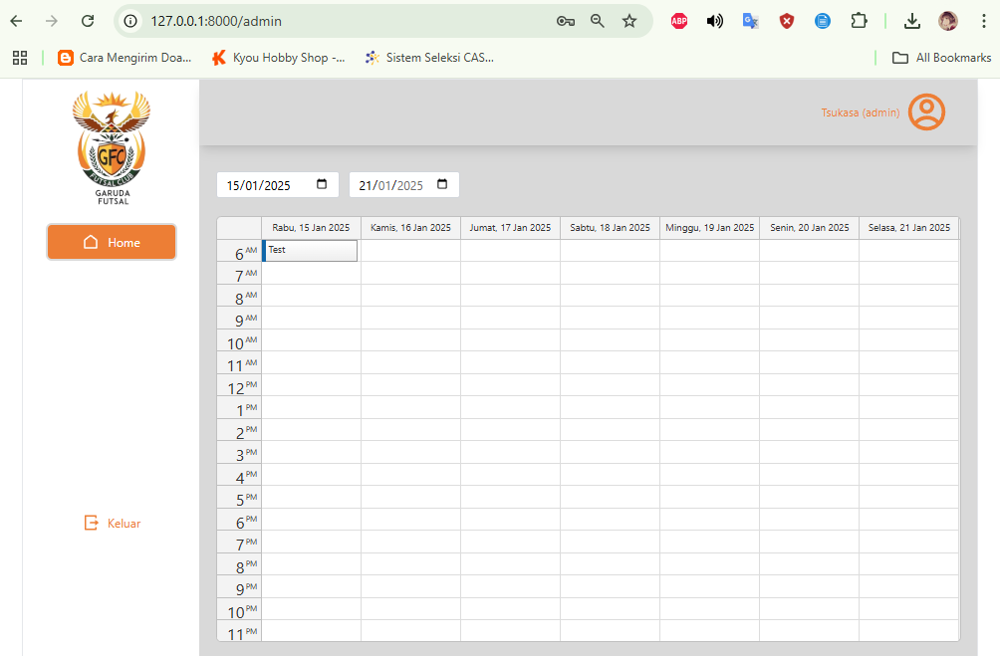 127.0.0.1:8000/admin
ABP
Cara Mengirim Doa...
Kyou Hobby Shop -...
Sistem Seleksi CAS...
All Bookmarks
GFC
FUTSAL CLUB
GARUDA
FUTSAL
Tsukasa (admin)
Home
Keluar
15/01/2025
21/01/2025
Rabu, 15 Jan 2025
Kamis, 16 Jan 2025
Jumat, 17 Jan 2025
Sabtu, 18 Jan 2025
Minggu, 19 Jan 2025
Senin, 20 Jan 2025
Selasa, 21 Jan 2025
6 AM
Test
7 AM
8 AM
9 AM
10 AM
11 AM
12 PM
1 PM
2 PM
3 PM
4 PM
5 PM
6 PM
7 PM
8 PM
9 PM
10 PM
11 PM